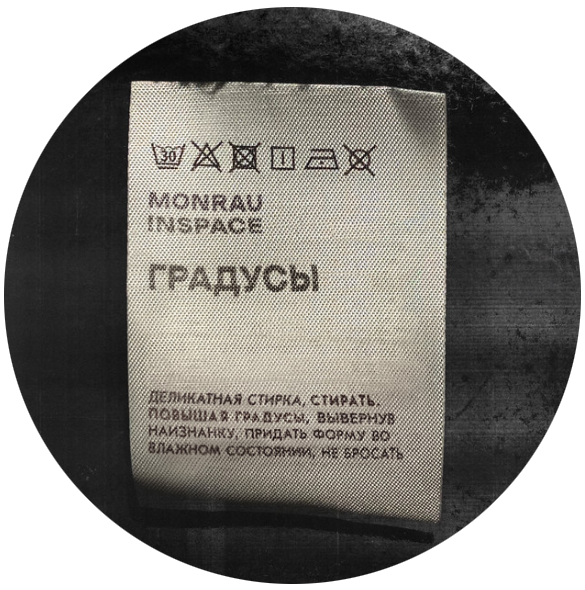 30
MONRAU
INSPACE
ГРАДУСЫ
ДЕЛИКАТНАЯ СТИРКА, СТИРАТЬ.
ПОВЫШАЯ ГРАДУСЫ, ВЫВЕРНУВ
НАИЗНАНКУ, ПРИДАТЬ ФОРМУ ВО
ВЛАЖНОМ СОСТОЯНИИ, НЕ БРОСАТЬ